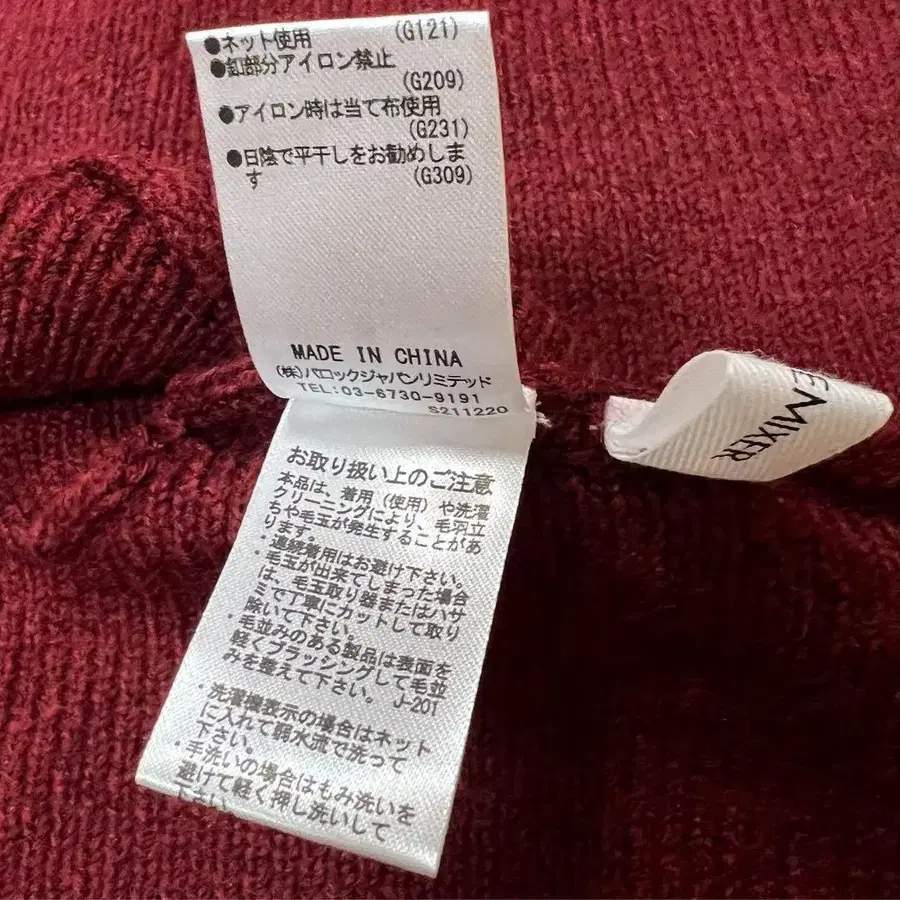 ●ネット使用 (G121)
●釦部分アイロン禁止
(G209)
●アイロン時は当て布使用
(G231)
●日陰で平干しをお勧めしま
す (G309)
MADE IN CHINA
(株)バロックジャパンリミテッド
TEL:03-6730-9191
S211220
お取り扱い上のご注意
本品は、着用(使用)や洗濯
クリーニングにより、毛羽立
ちや毛玉が発生することがあ
ります。
・連続着用はお避け下さい。
・毛玉が出来てしまった場合
は、毛玉取り器またはハサ
ミで丁寧にカットして取り
除いて下さい。
・毛並みのある製品は表面を
軽くブラッシングして毛並
みを整えて下さい。 J-201
・洗濯機表示の場合はネット
に入れて弱水流で洗って
下さい。
・手洗いの場合はもみ洗いを
避けて軽く押し洗いして
下さい
E MIXER